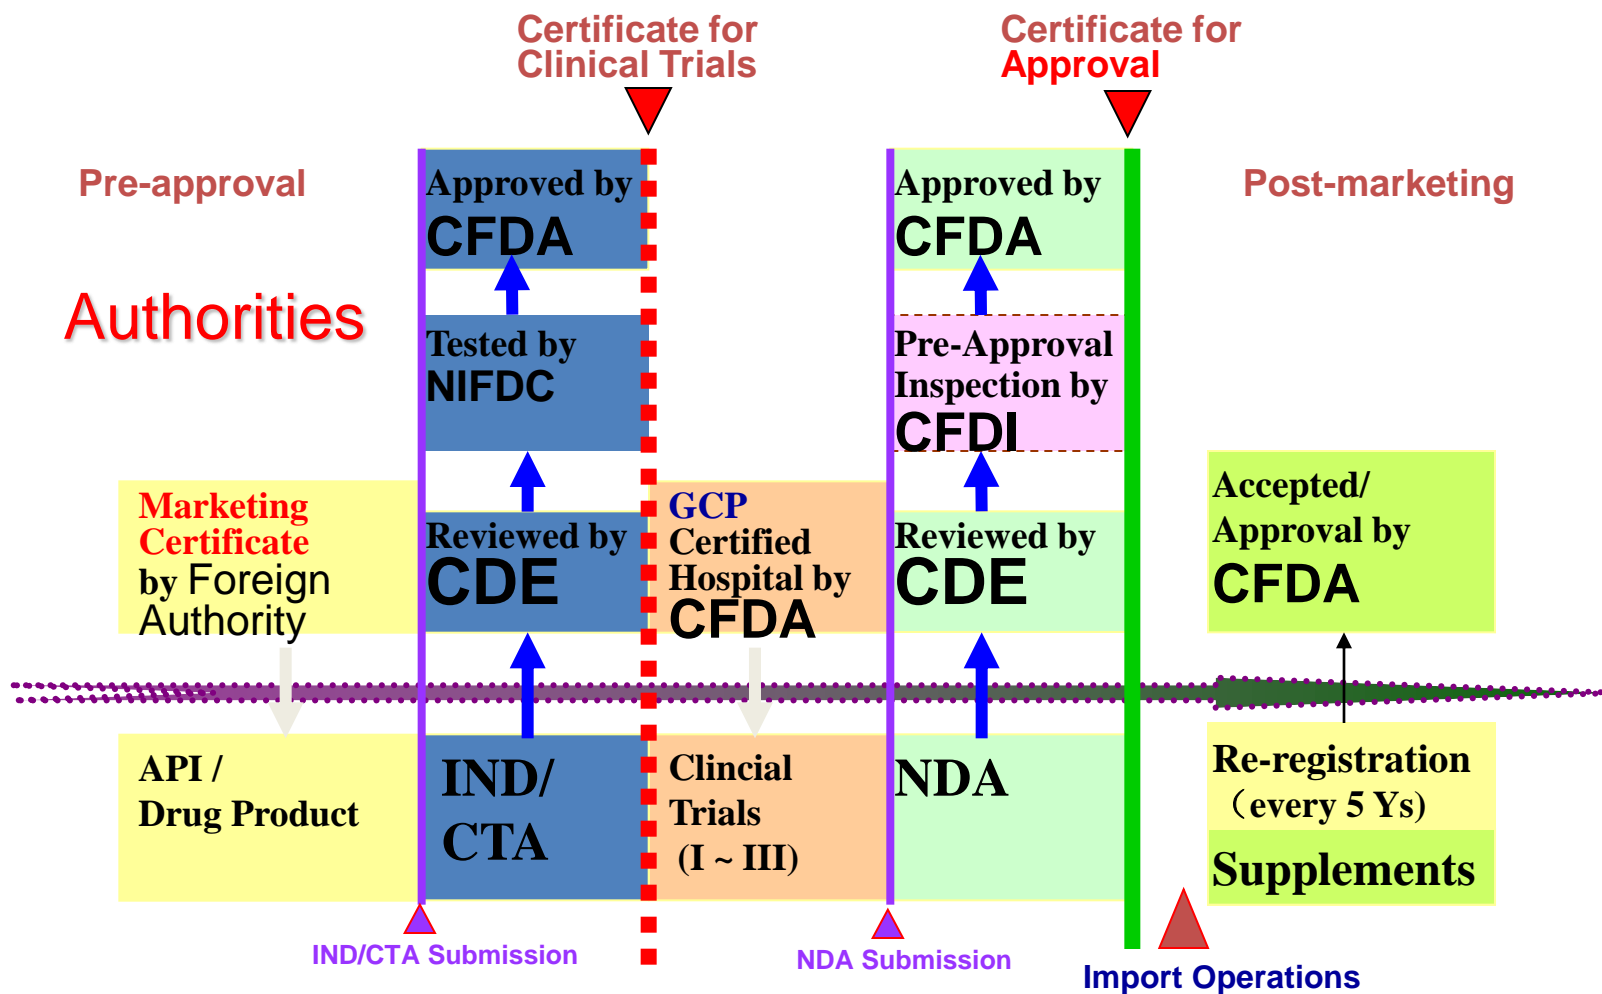 Certificate for
Clinical Trials
Certificate for
Approval
Pre-approval
Post-marketing
Authorities
Approved by
CFDA
Tested by
NIFDC
Reviewed by
CDE
Approved by
CFDA
Pre-Approval
Inspection by
CFDI
Reviewed by
CDE
Marketing
Certificate
by Foreign
Authority
GCP
Certified
Hospital by
CFDA
Accepted/
Approval by
CFDA
API /
Drug Product
IND/
CTA
Clincial
Trials
(I ~ III)
NDA
Re-registration
（every 5 Ys)
Supplements
IND/CTA Submission
NDA Submission
Import Operations